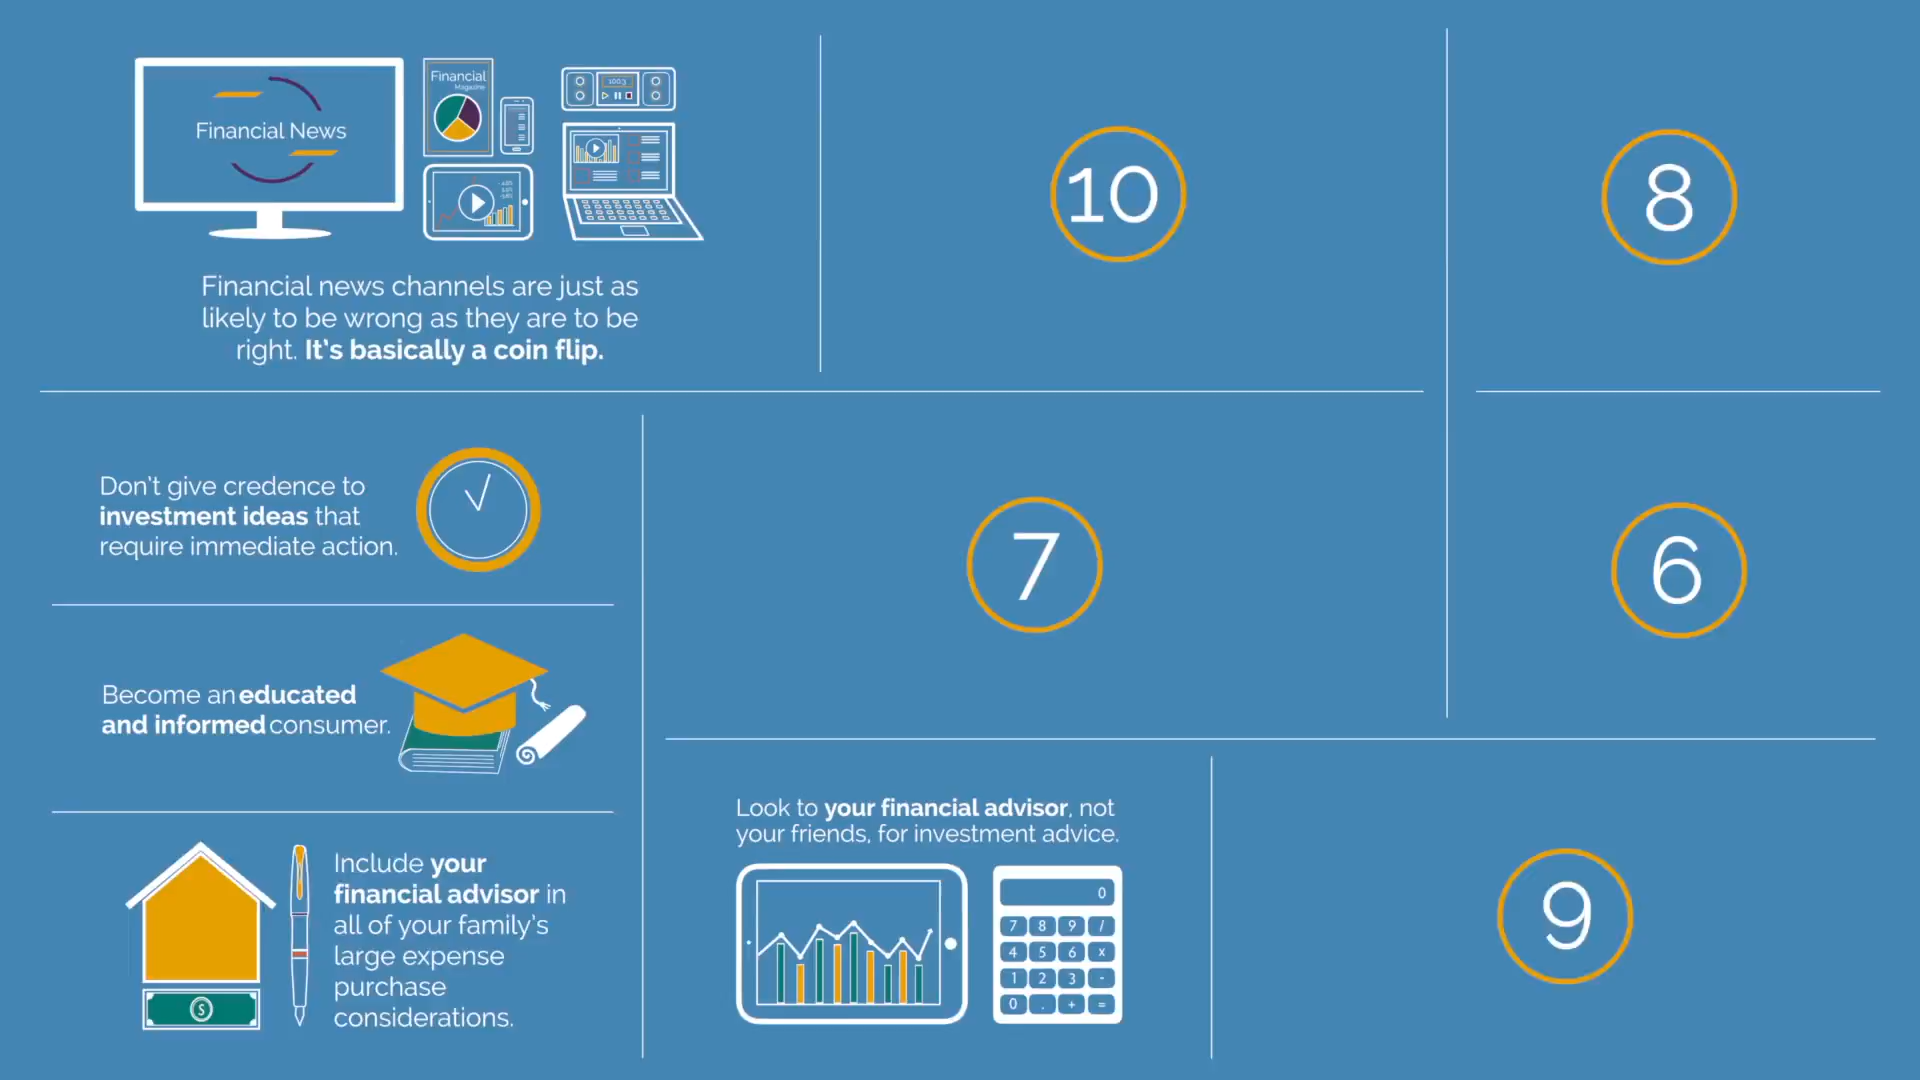 Financial News
Financial
Magazine
100.3
Financial news channels are just as
likely to be wrong as they are to be
right. It's basically a coin flip.
10
8
Don't give credence to
investment ideas that
require immediate action.
7
6
Become an educated
and informed consumer.
Include your
financial advisor in
all of your family's
large expense
purchase
considerations.
$
Look to your financial advisor, not
your friends, for investment advice.
0
7 8 9 /
4 5 6 x
1 2 3 -
0 . + =
9